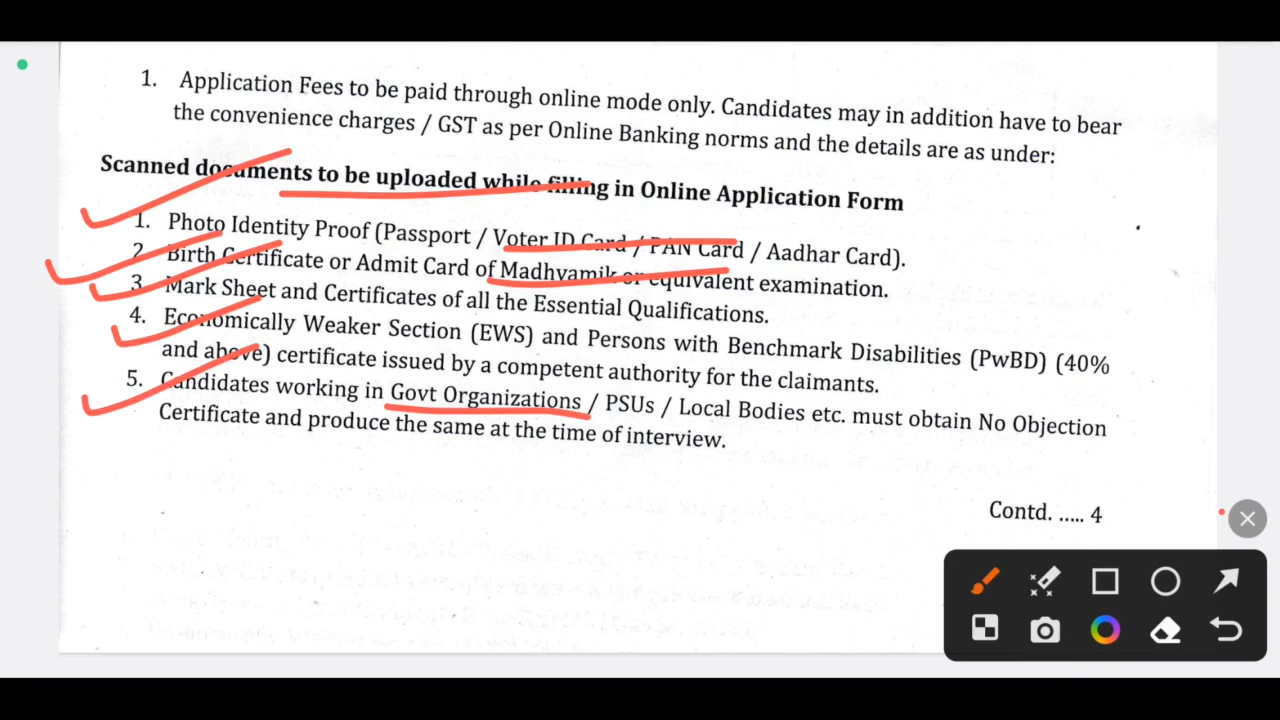 1. Application Fees to be paid through online mode only. Candidates may in addition have to bear
the convenience charges / GST as per Online Banking norms and the details are as under:
Scanned documents to be uploaded while filling in Online Application Form
1. Photo Identity Proof (Passport / Voter ID Card / PAN Card / Aadhar Card).
2. Birth Certificate or Admit Card of Madhyamik or equivalent examination.
3. Mark Sheet and Certificates of all the Essential Qualifications.
4. Economically Weaker Section (EWS) and Persons with Benchmark Disabilities (PwBD) (40%
and above) certificate issued by a competent authority for the claimants.
5. Candidates working in Govt Organizations / PSUs / Local Bodies etc. must obtain No Objection
Certificate and produce the same at the time of interview.
Contd. ..... 4